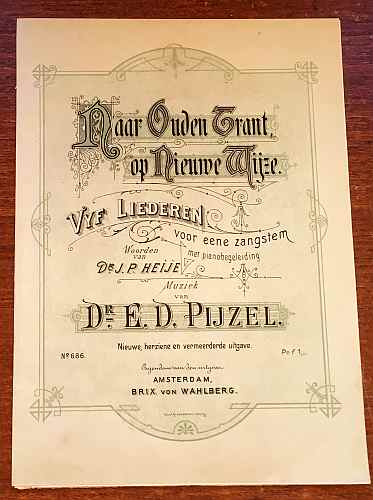 Naar Ouden Trant,
op Nieuwe Wijze.
VYF LIEDEREN
voor eene zangstem
met pianobegeleiding
Woorden
van
DR. J. P. HEIJE
Muziek
van
DR. E. D. PIJZEL.
Nieuwe, herziene en vermeerderde uitgave.
No 686.
Pr. f 1,
Eigendom van den uitgever.
AMSTERDAM,
BRIX. VON WAHLBERG.